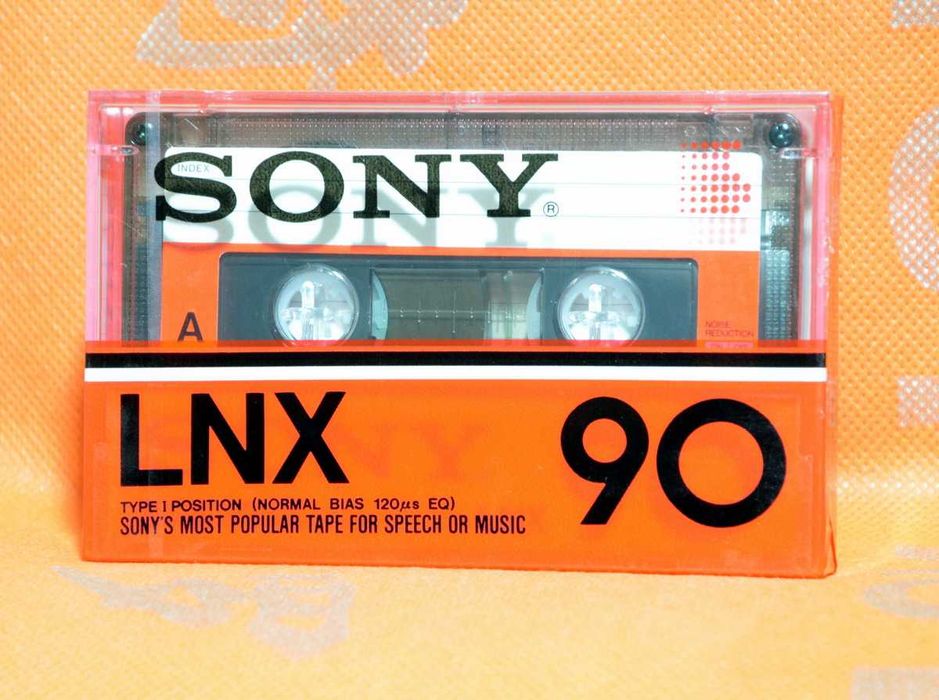 SONY®
INDEX
A
NOISE
REDUCTION
LNX 90
TYPE I POSITION (NORMAL BIAS 120μs EQ)
SONY'S MOST POPULAR TAPE FOR SPEECH OR MUSIC